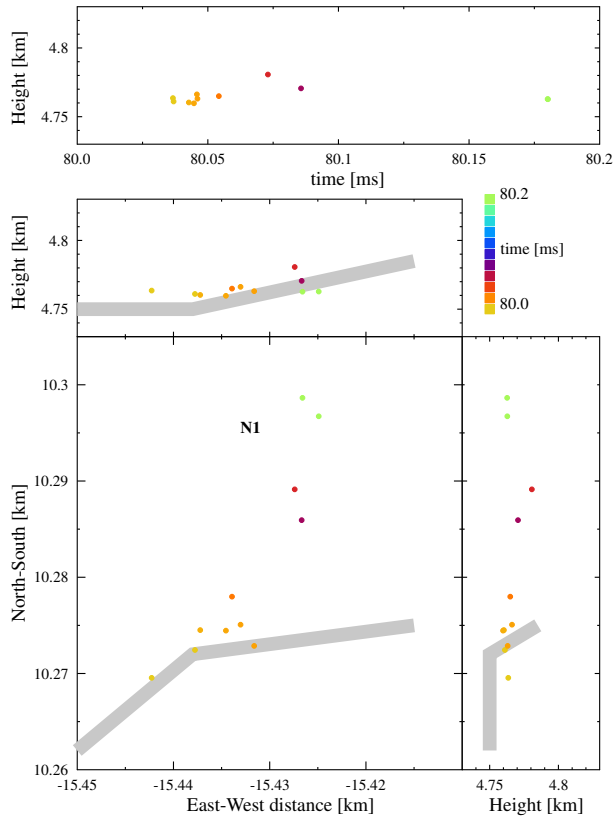 Height [km]
4.8
4.75
80.0 80.05 80.1 80.15 80.2
time [ms]
Height [km]
4.8
4.75
80.2
time [ms]
80.0
North-South [km]
10.3
10.29
10.28
10.27
10.26
N1
-15.45 -15.44 -15.43 -15.42
East-West distance [km]
4.75 4.8
Height [km]